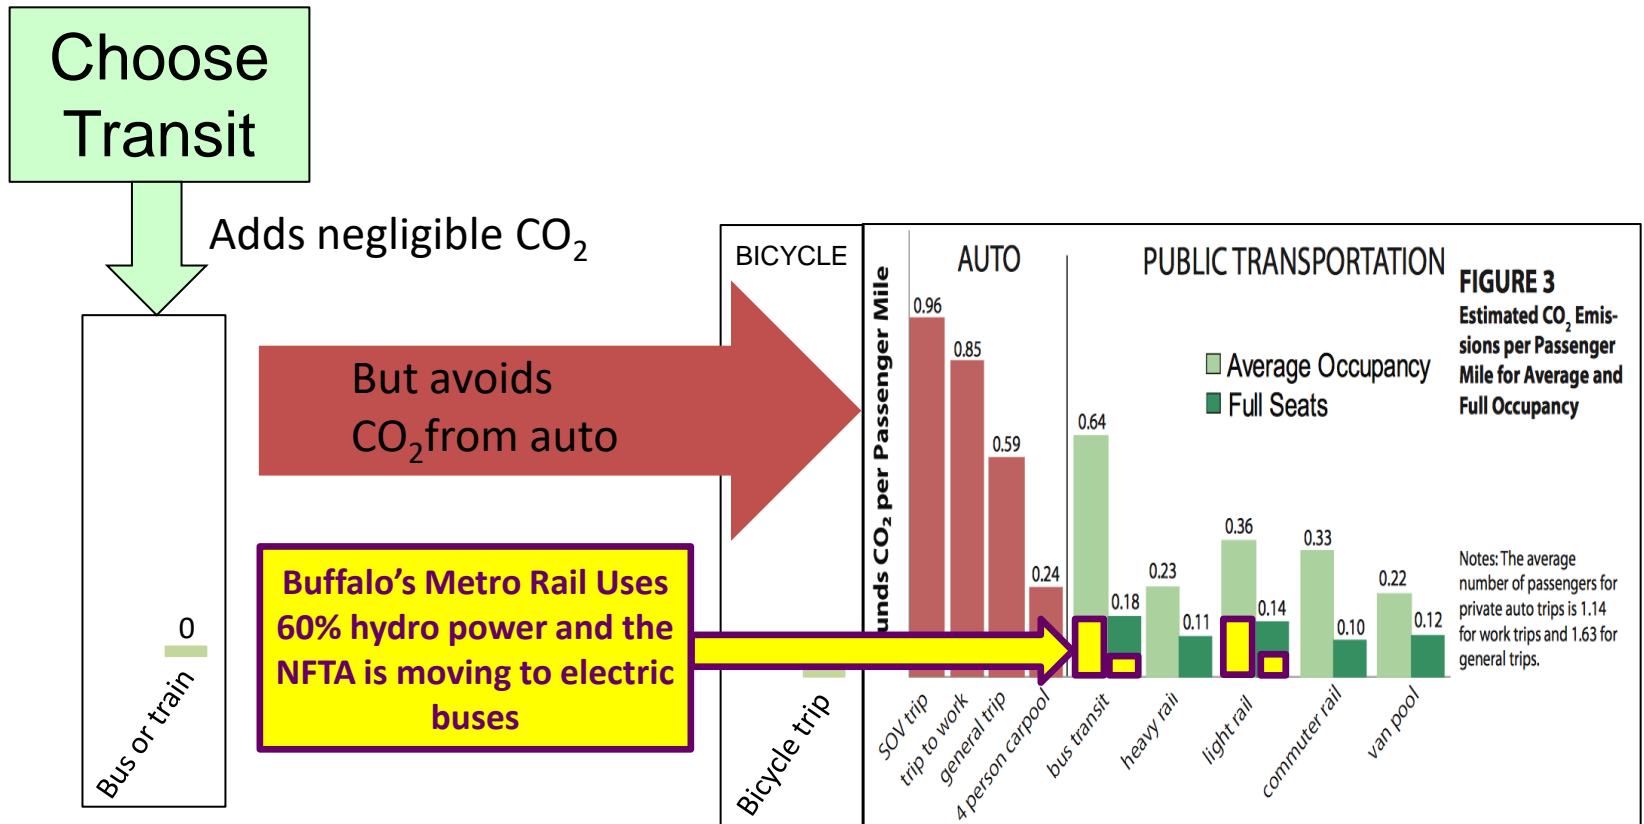 Choose
Transit
Adds negligible CO₂
But avoids
CO₂from auto
Buffalo’s Metro Rail Uses
60% hydro power and the
NFTA is moving to electric
buses
0
Bus or train
BICYCLE
Bicycle trip
unds CO₂ per Passenger Mile
AUTO
PUBLIC TRANSPORTATION
Average Occupancy
Full Seats
0.96
0.85
0.59
0.24
0.64
0.18
0.23
0.11
0.36
0.14
0.33
0.10
0.22
0.12
SOV trip
trip to work
general trip
4 person carpool
bus transit
heavy rail
light rail
commuter rail
van pool
FIGURE 3
Estimated CO₂ Emis-
sions per Passenger
Mile for Average and
Full Occupancy
Notes: The average
number of passengers for
private auto trips is 1.14
for work trips and 1.63 for
general trips.